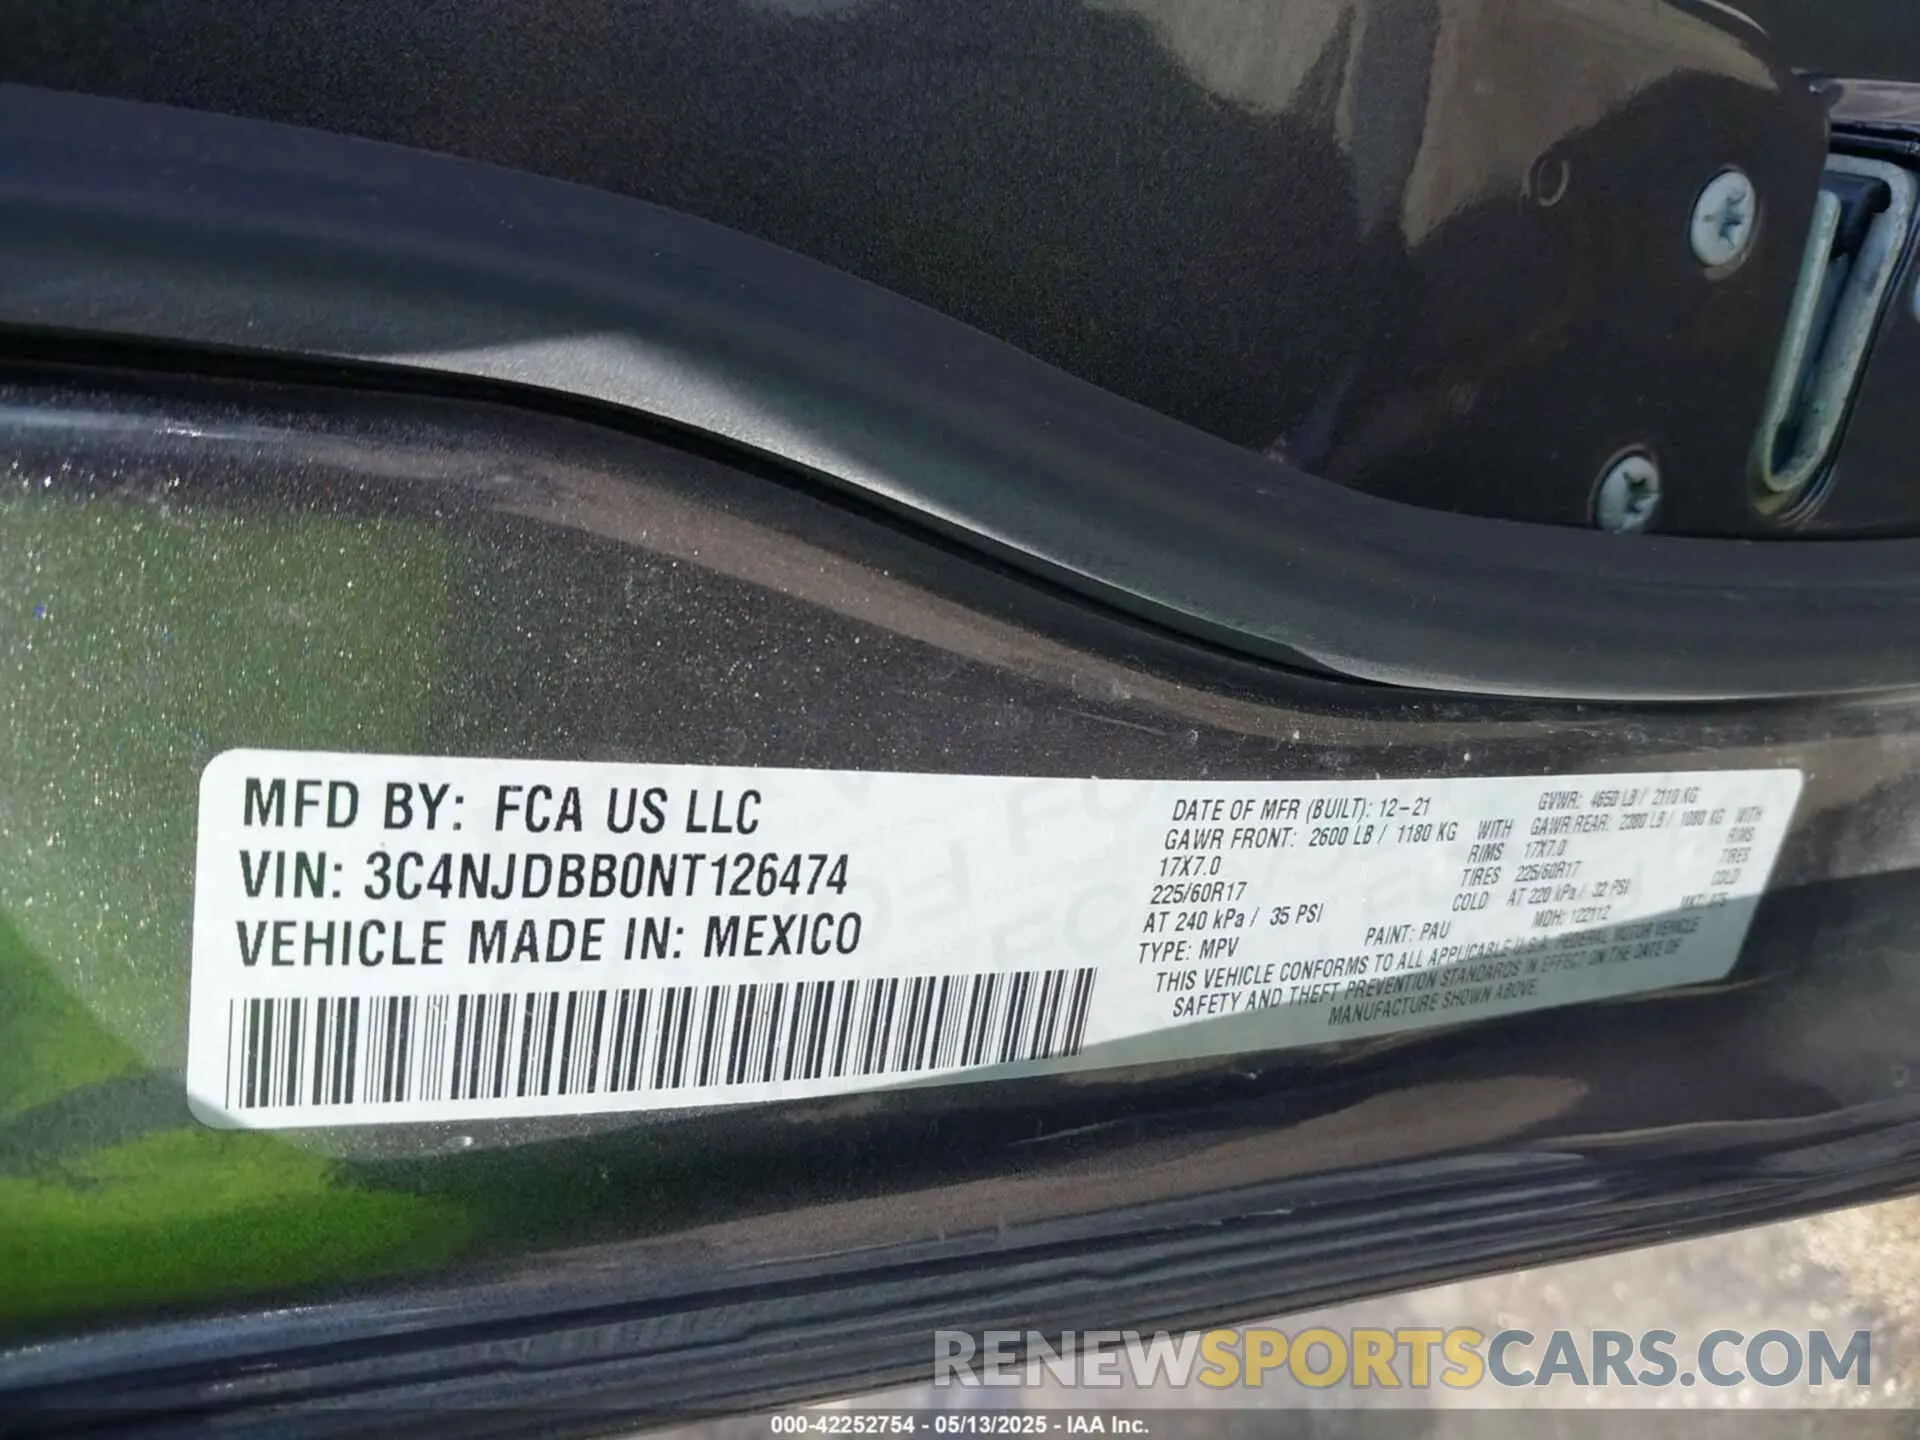 MFD BY: FCA US LLC
VIN: 3C4NJDBB0NT126474
VEHICLE MADE IN: MEXICO
DATE OF MFR (BUILT): 12-21 GVWR: 4650 LB / 2110 KG
GAWR FRONT: 2600 LB / 1180 KG WITH GAWR REAR: 2380 LB / 1080 KG WITH
17X7.0 RIMS 17X7.0 RIMS
225/60R17 TIRES 225/60R17 TIRES
AT 240 kPa / 35 PSI COLD AT 220 kPa / 32 PSI COLD
TYPE: MPV PAINT: PAU MDH: 122112
THIS VEHICLE CONFORMS TO ALL APPLICABLE U.S.A. FEDERAL MOTOR VEHICLE
SAFETY AND THEFT PREVENTION STANDARDS IN EFFECT ON THE DATE OF
MANUFACTURE SHOWN ABOVE.
RENEWSPORTSCARS.COM
000-42252754 - 05/13/2025 - IAA Inc.